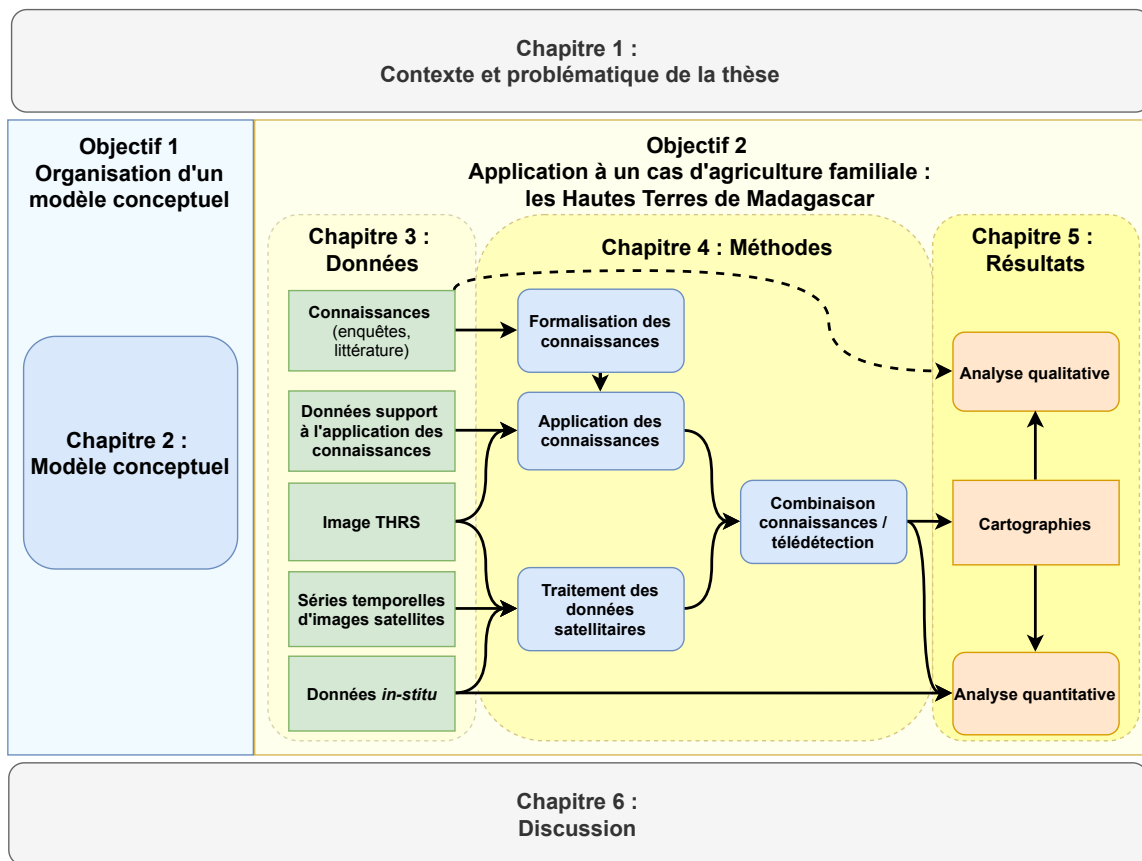 Chapitre 1 :
Contexte et problématique de la thèse
Objectif 1
Organisation d'un
modèle conceptuel
Chapitre 2 :
Modèle conceptuel
Objectif 2
Application à un cas d'agriculture familiale :
les Hautes Terres de Madagascar
Chapitre 3 :
Données
Connaissances
(enquêtes,
littérature)
Données support
à l'application des
connaissances
Image THRS
Séries temporelles
d'images satellites
Données in-stitu
Chapitre 4 : Méthodes
Formalisation des
connaissances
Application des
connaissances
Traitement des
données
satellitaires
Combinaison
connaissances /
télédétection
Chapitre 5 :
Résultats
Analyse qualitative
Cartographies
Analyse quantitative
Chapitre 6 :
Discussion